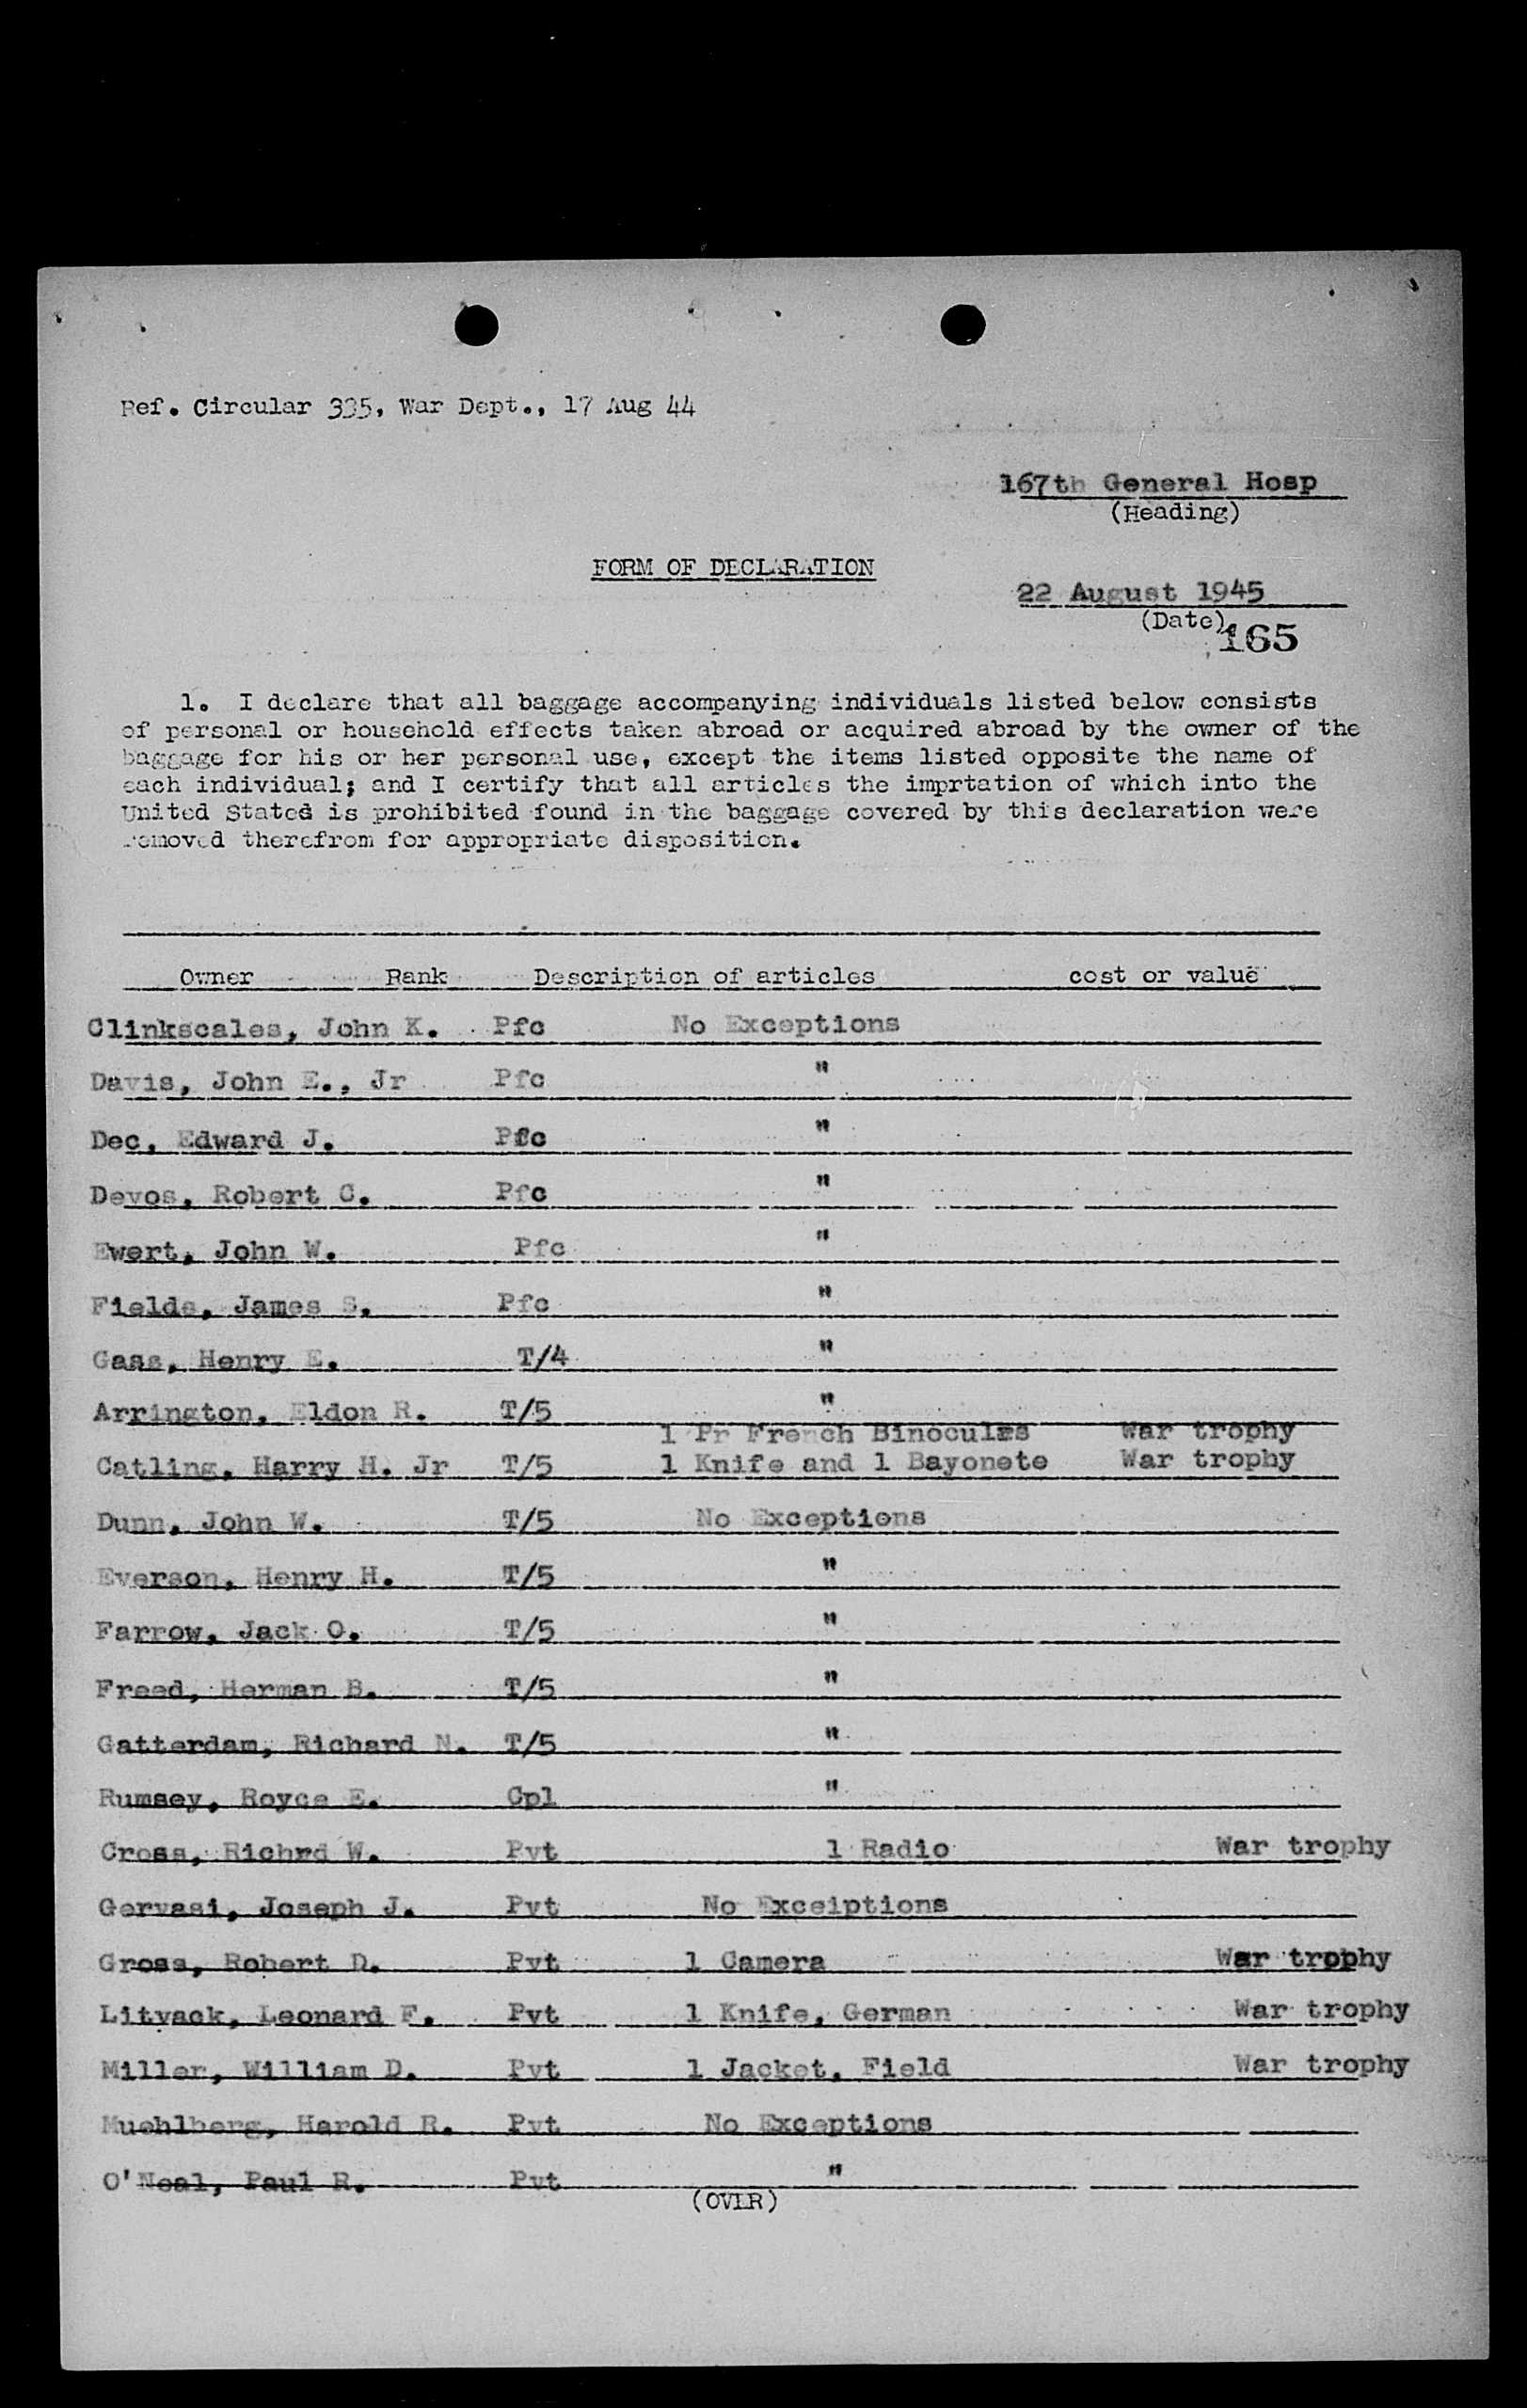 Ref. Circular 335, War Dept., 17 Aug 44
167th General Hosp
(Heading)
FORM OF DECLARATION
22 August 1945
(Date)
165
1. I declare that all baggage accompanying individuals listed below consists
of personal or household effects taken abroad or acquired abroad by the owner of the
baggage for his or her personal use, except the items listed opposite the name of
each individual; and I certify that all articles the imprtation of which into the
United States is prohibited found in the baggage covered by this declaration were
removed therefrom for appropriate disposition.
Owner Rank Description of articles cost or value
Clinkscales, John K. Pfc No Exceptions
Davis, John E., Jr Pfc "
Dec, Edward J. Pfc "
Devos, Robert C. Pfc "
Ewert, John W. Pfc "
Fields, James S. Pfc "
Gass, Henry E. T/4 "
Arrington, Eldon R. T/5 "
1 Pr French Binoculrs War trophy
Catling, Harry H. Jr T/5 1 Knife and 1 Bayonete War trophy
Dunn, John W. T/5 No Exceptions
Everson, Henry H. T/5 "
Farrow, Jack O. T/5 "
Freed, Herman B. T/5 "
Gatterdam, Richard N. T/5 "
Rumsey, Royce E. Cpl "
Cross, Richrd W. Pvt 1 Radio War trophy
Gervasi, Joseph J. Pvt No Exceiptions
Gross, Robert D. Pvt 1 Camera War trophy
Litvack, Leonard F. Pvt 1 Knife, German War trophy
Miller, William D. Pvt 1 Jacket, Field War trophy
Muehlberg, Harold R. Pvt No Exceptions
O'Neal, Paul R. Pvt "
(OVER)